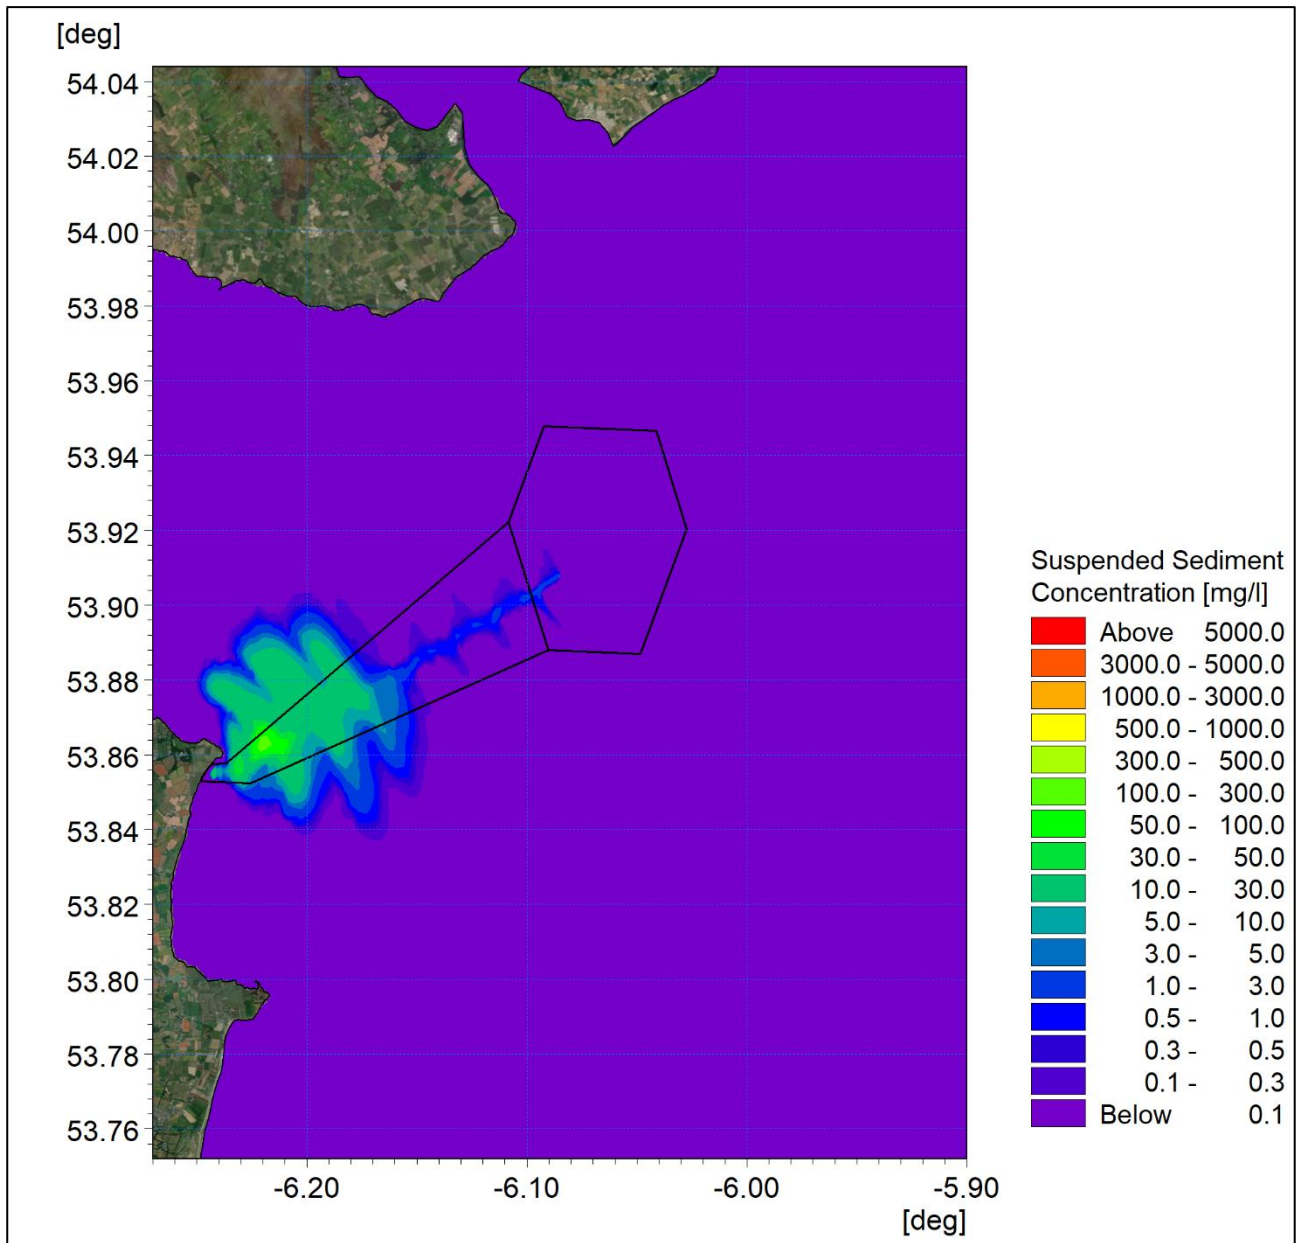 [deg]
54.04
54.02
54.00
53.98
53.96
53.94
53.92
53.90
53.88
53.86
53.84
53.82
53.80
53.78
53.76
-6.20 -6.10 -6.00 -5.90
[deg]
Suspended Sediment
Concentration [mg/l]
Above 5000.0
3000.0 - 5000.0
1000.0 - 3000.0
500.0 - 1000.0
300.0 - 500.0
100.0 - 300.0
50.0 - 100.0
30.0 - 50.0
10.0 - 30.0
5.0 - 10.0
3.0 - 5.0
1.0 - 3.0
0.5 - 1.0
0.3 - 0.5
0.1 - 0.3
Below 0.1